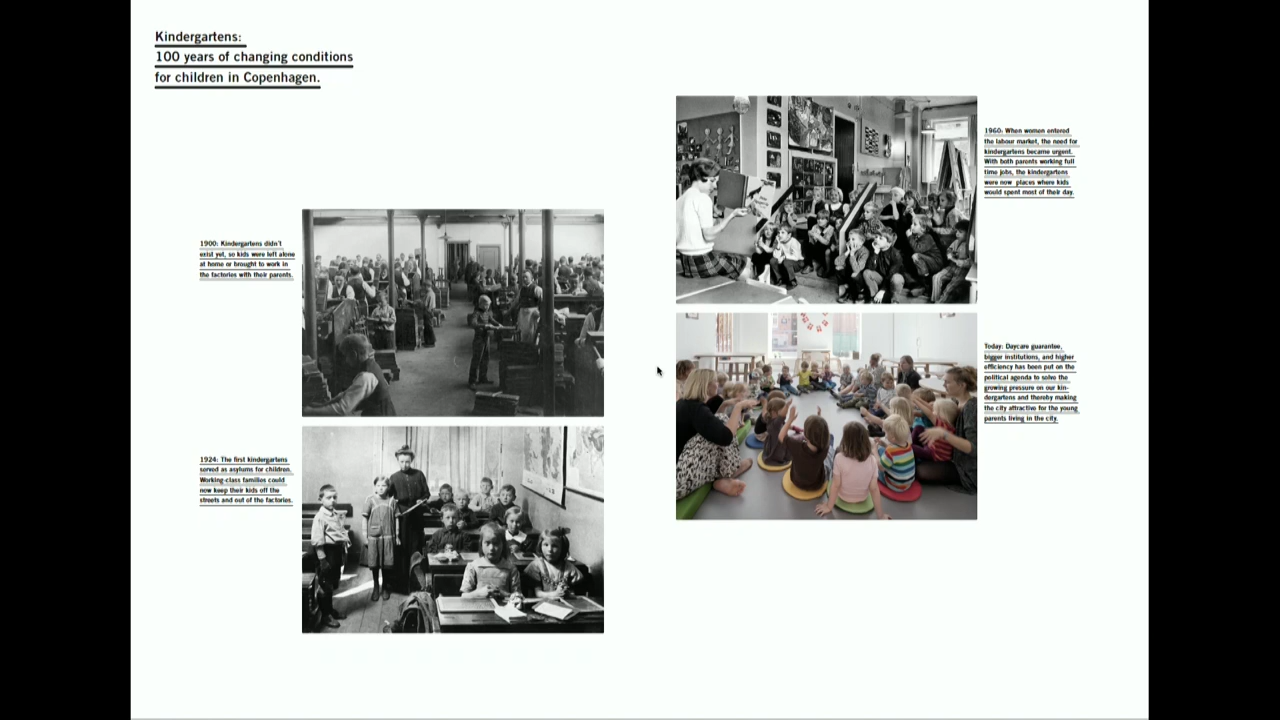 Kindergartens:
100 years of changing conditions
for children in Copenhagen.
1900: Kindergartens didn't
exist yet, so kids were left alone
at home or brought to work in
the factories with their parents.
1924: The first kindergartens
served as asylums for children.
Working-class families could
now keep their kids off the
streets and out of the factories.
1960: When women entered
the labour market, the need for
kindergartens became urgent.
With both parents working full
time jobs, the kindergartens
were now places where kids
would spent most of their day.
Today: Daycare guarantee,
bigger institutions, and higher
efficiency has been put on the
political agenda to solve the
growing pressure on our kin-
dergartens and thereby making
the city attractive for the young
parents living in the city.